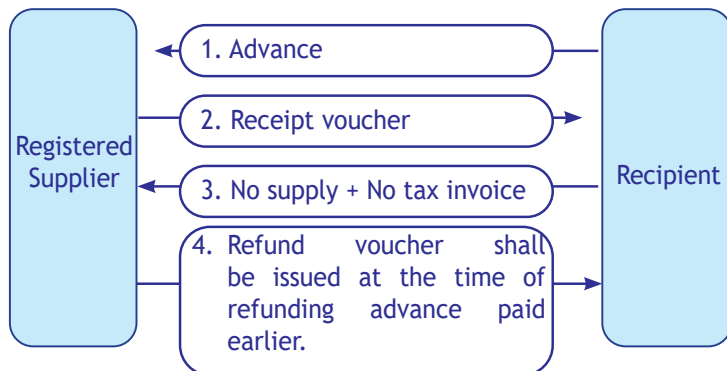 1. Advance
2. Receipt voucher
Registered
Supplier
3. No supply + No tax invoice
Recipient
4. Refund voucher shall
be issued at the time of
refunding advance paid
earlier.